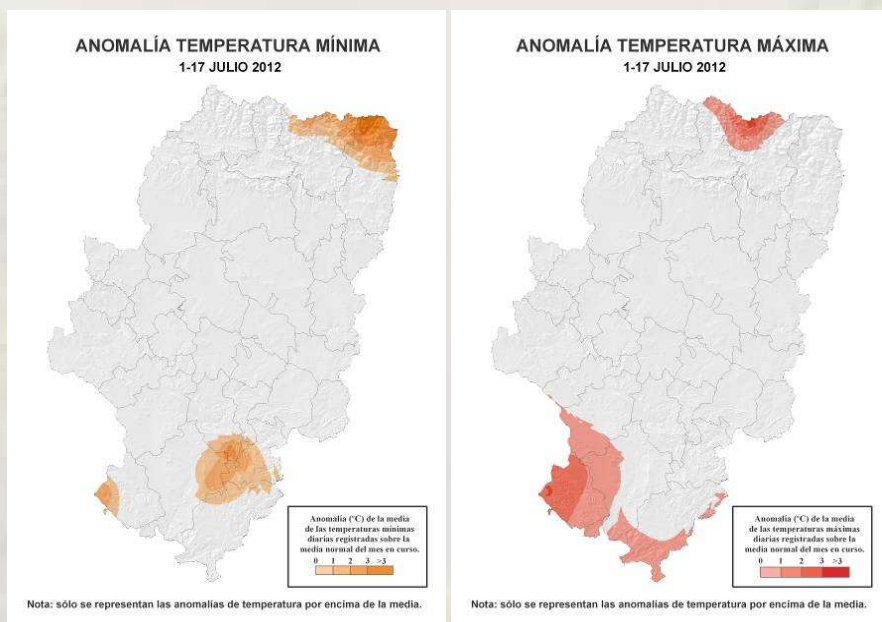 ANOMALÍA TEMPERATURA MÍNIMA
1-17 JULIO 2012
Anomalía (°C) de la media
de las temperaturas mínimas
diarias registradas sobre la
media normal del mes en curso.
0 1 2 3 >3
Nota: sólo se representan las anomalías de temperatura por encima de la media.
ANOMALÍA TEMPERATURA MÁXIMA
1-17 JULIO 2012
Anomalía (°C) de la media
de las temperaturas máximas
diarias registradas sobre la
media normal del mes en curso.
0 1 2 3 >3
Nota: sólo se representan las anomalías de temperatura por encima de la media.